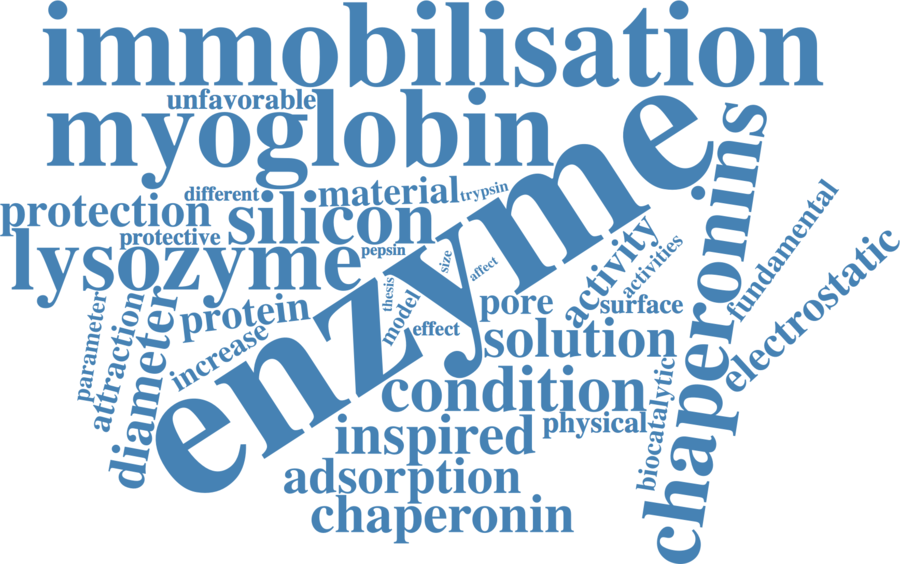 immobilisation
unfavorable
myoglobin
enzyme
chaperonins
different
material
trypsin
protection
silicon
protective
lysozyme
pepsin
size
affect
activity
activities
fundamental
electrostatic
thesis
model
pore
surface
parameter
attraction
diameter
protein
increase
effect
solution
condition
physical
biocatalytic
inspired
adsorption
chaperonin